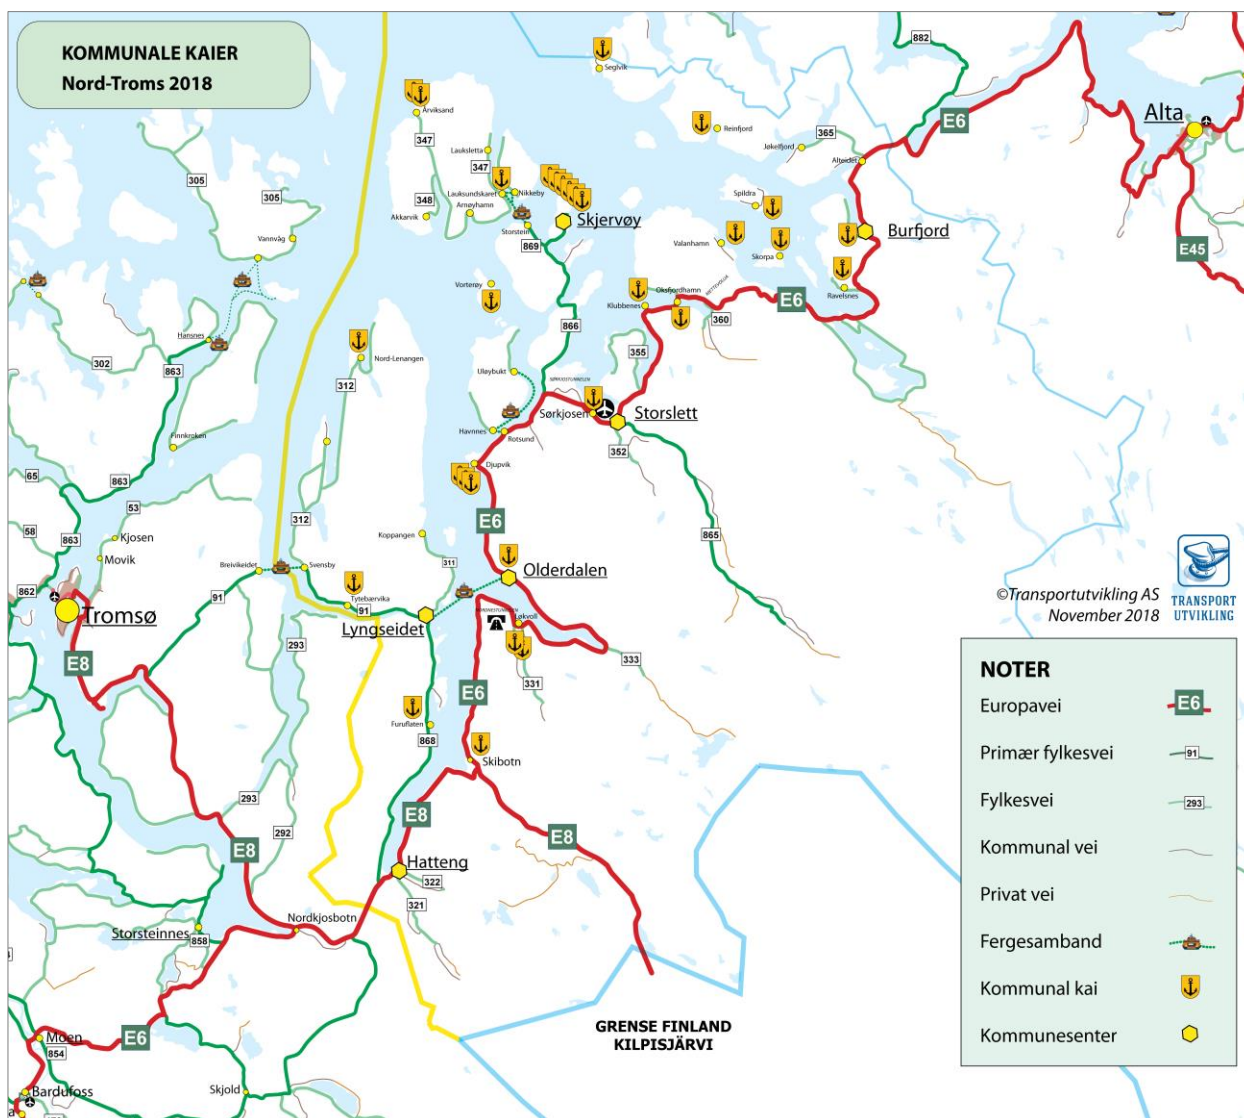 KOMMUNALE KAIER
Nord-Troms 2018
882
Seglvik
E6
Alta
Årviksand
347
Reinfjord
365
Jøkelfjord
Alteidet
Lauksletta
347
305
305
Lauksundskaret
Nikkeby
348
Arnøyhamn
Akkarvik
Storstein
Skjervøy
869
Spildra
Burfjord
Valanhamn
Skorpa
E45
Vannvåg
Vorterøy
Klubbenes
Oksfjordhamn
E6
Ravelsnes
360
866
Hansnes
302
863
Nord-Lenangen
312
355
Uløybukt
Sørkjosen
Storslett
Finnkroken
Havnnes
Rotsund
352
Djupvik
65
863
53
312
E6
865
58
863
Kjosen
Movik
Koppangen
Breivikeidet
Svensby
311
Olderdalen
862
91
Tytebærvika
91
Tromsø
Lyngseidet
Løkvoll
E8
293
333
331
E6
Furuflaten
868
Skibotn
293
292
E8
E8
E8
Hatteng
322
321
Storsteinnes
858
Nordkjosbotn
E6
Moen
854
Bardufoss
Skjold
GRENSE FINLAND
KILPISJÄRVI
©Transportutvikling AS
November 2018
TRANSPORT
UTVIKLING
NOTER
Europavei
E6
Primær fylkesvei
91
Fylkesvei
293
Kommunal vei
Privat vei
Fergesamband
Kommunal kai
Kommunesenter